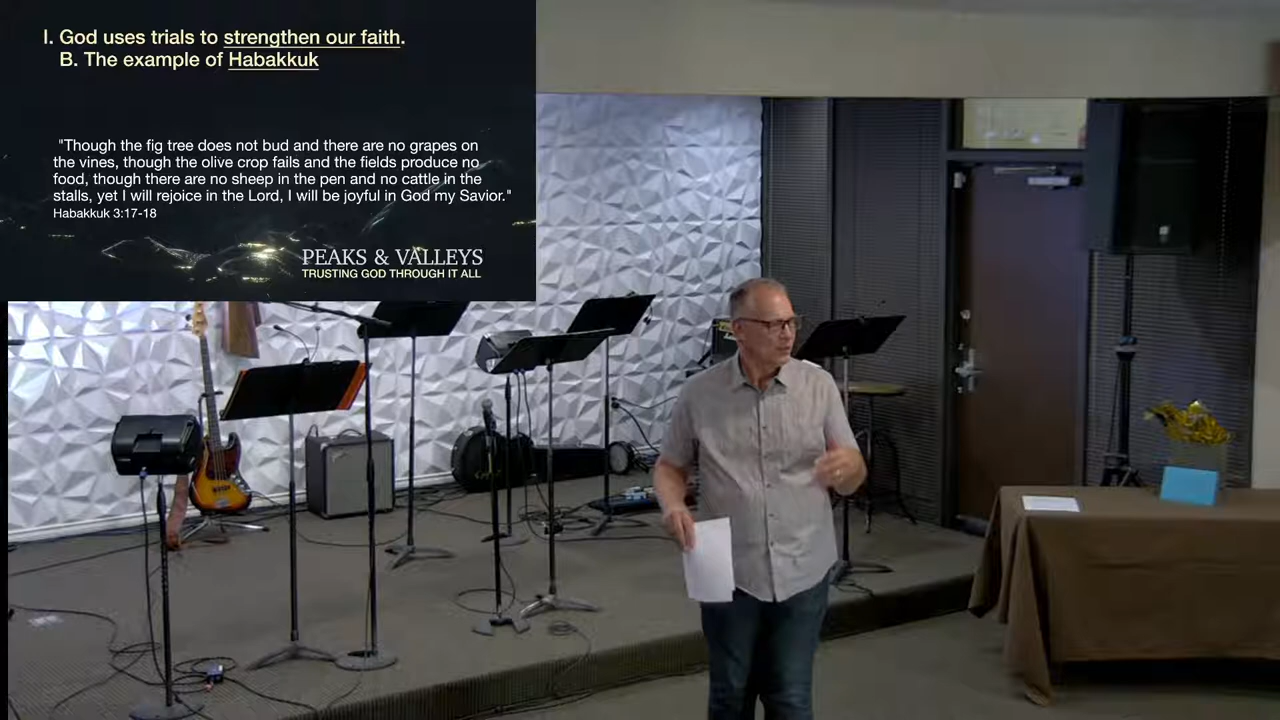 I. God uses trials to strengthen our faith.
B. The example of Habakkuk
"Though the fig tree does not bud and there are no grapes on
the vines, though the olive crop fails and the fields produce no
food, though there are no sheep in the pen and no cattle in the
stalls, yet I will rejoice in the Lord, I will be joyful in God my Savior."
Habakkuk 3:17-18
PEAKS & VALLEYS
TRUSTING GOD THROUGH IT ALL